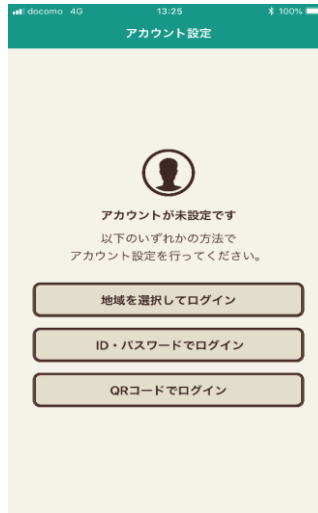 docomo 4G 13:25 100%
アカウント設定
アカウントが未設定です
以下のいずれかの方法で
アカウント設定を行ってください。
地域を選択してログイン
ID・パスワードでログイン
QRコードでログイン